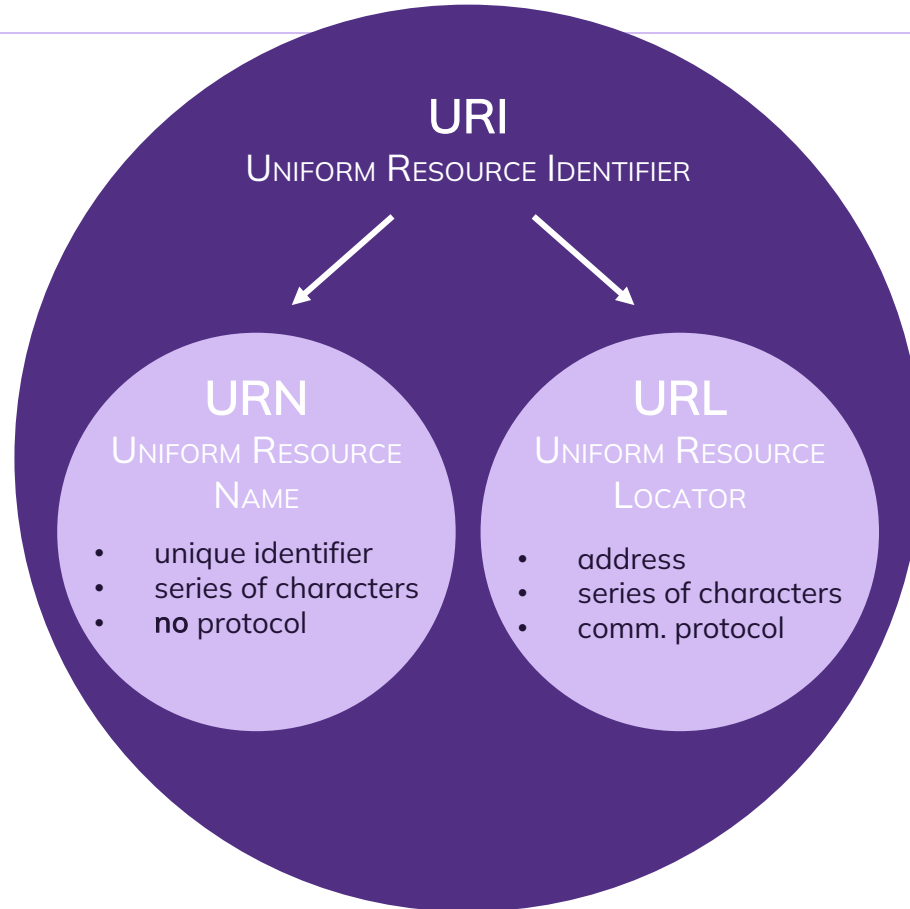 URI
Uniform Resource Identifier
URN
Uniform Resource
Name
• unique identifier
• series of characters
• no protocol
URL
Uniform Resource
Locator
• address
• series of characters
• comm. protocol